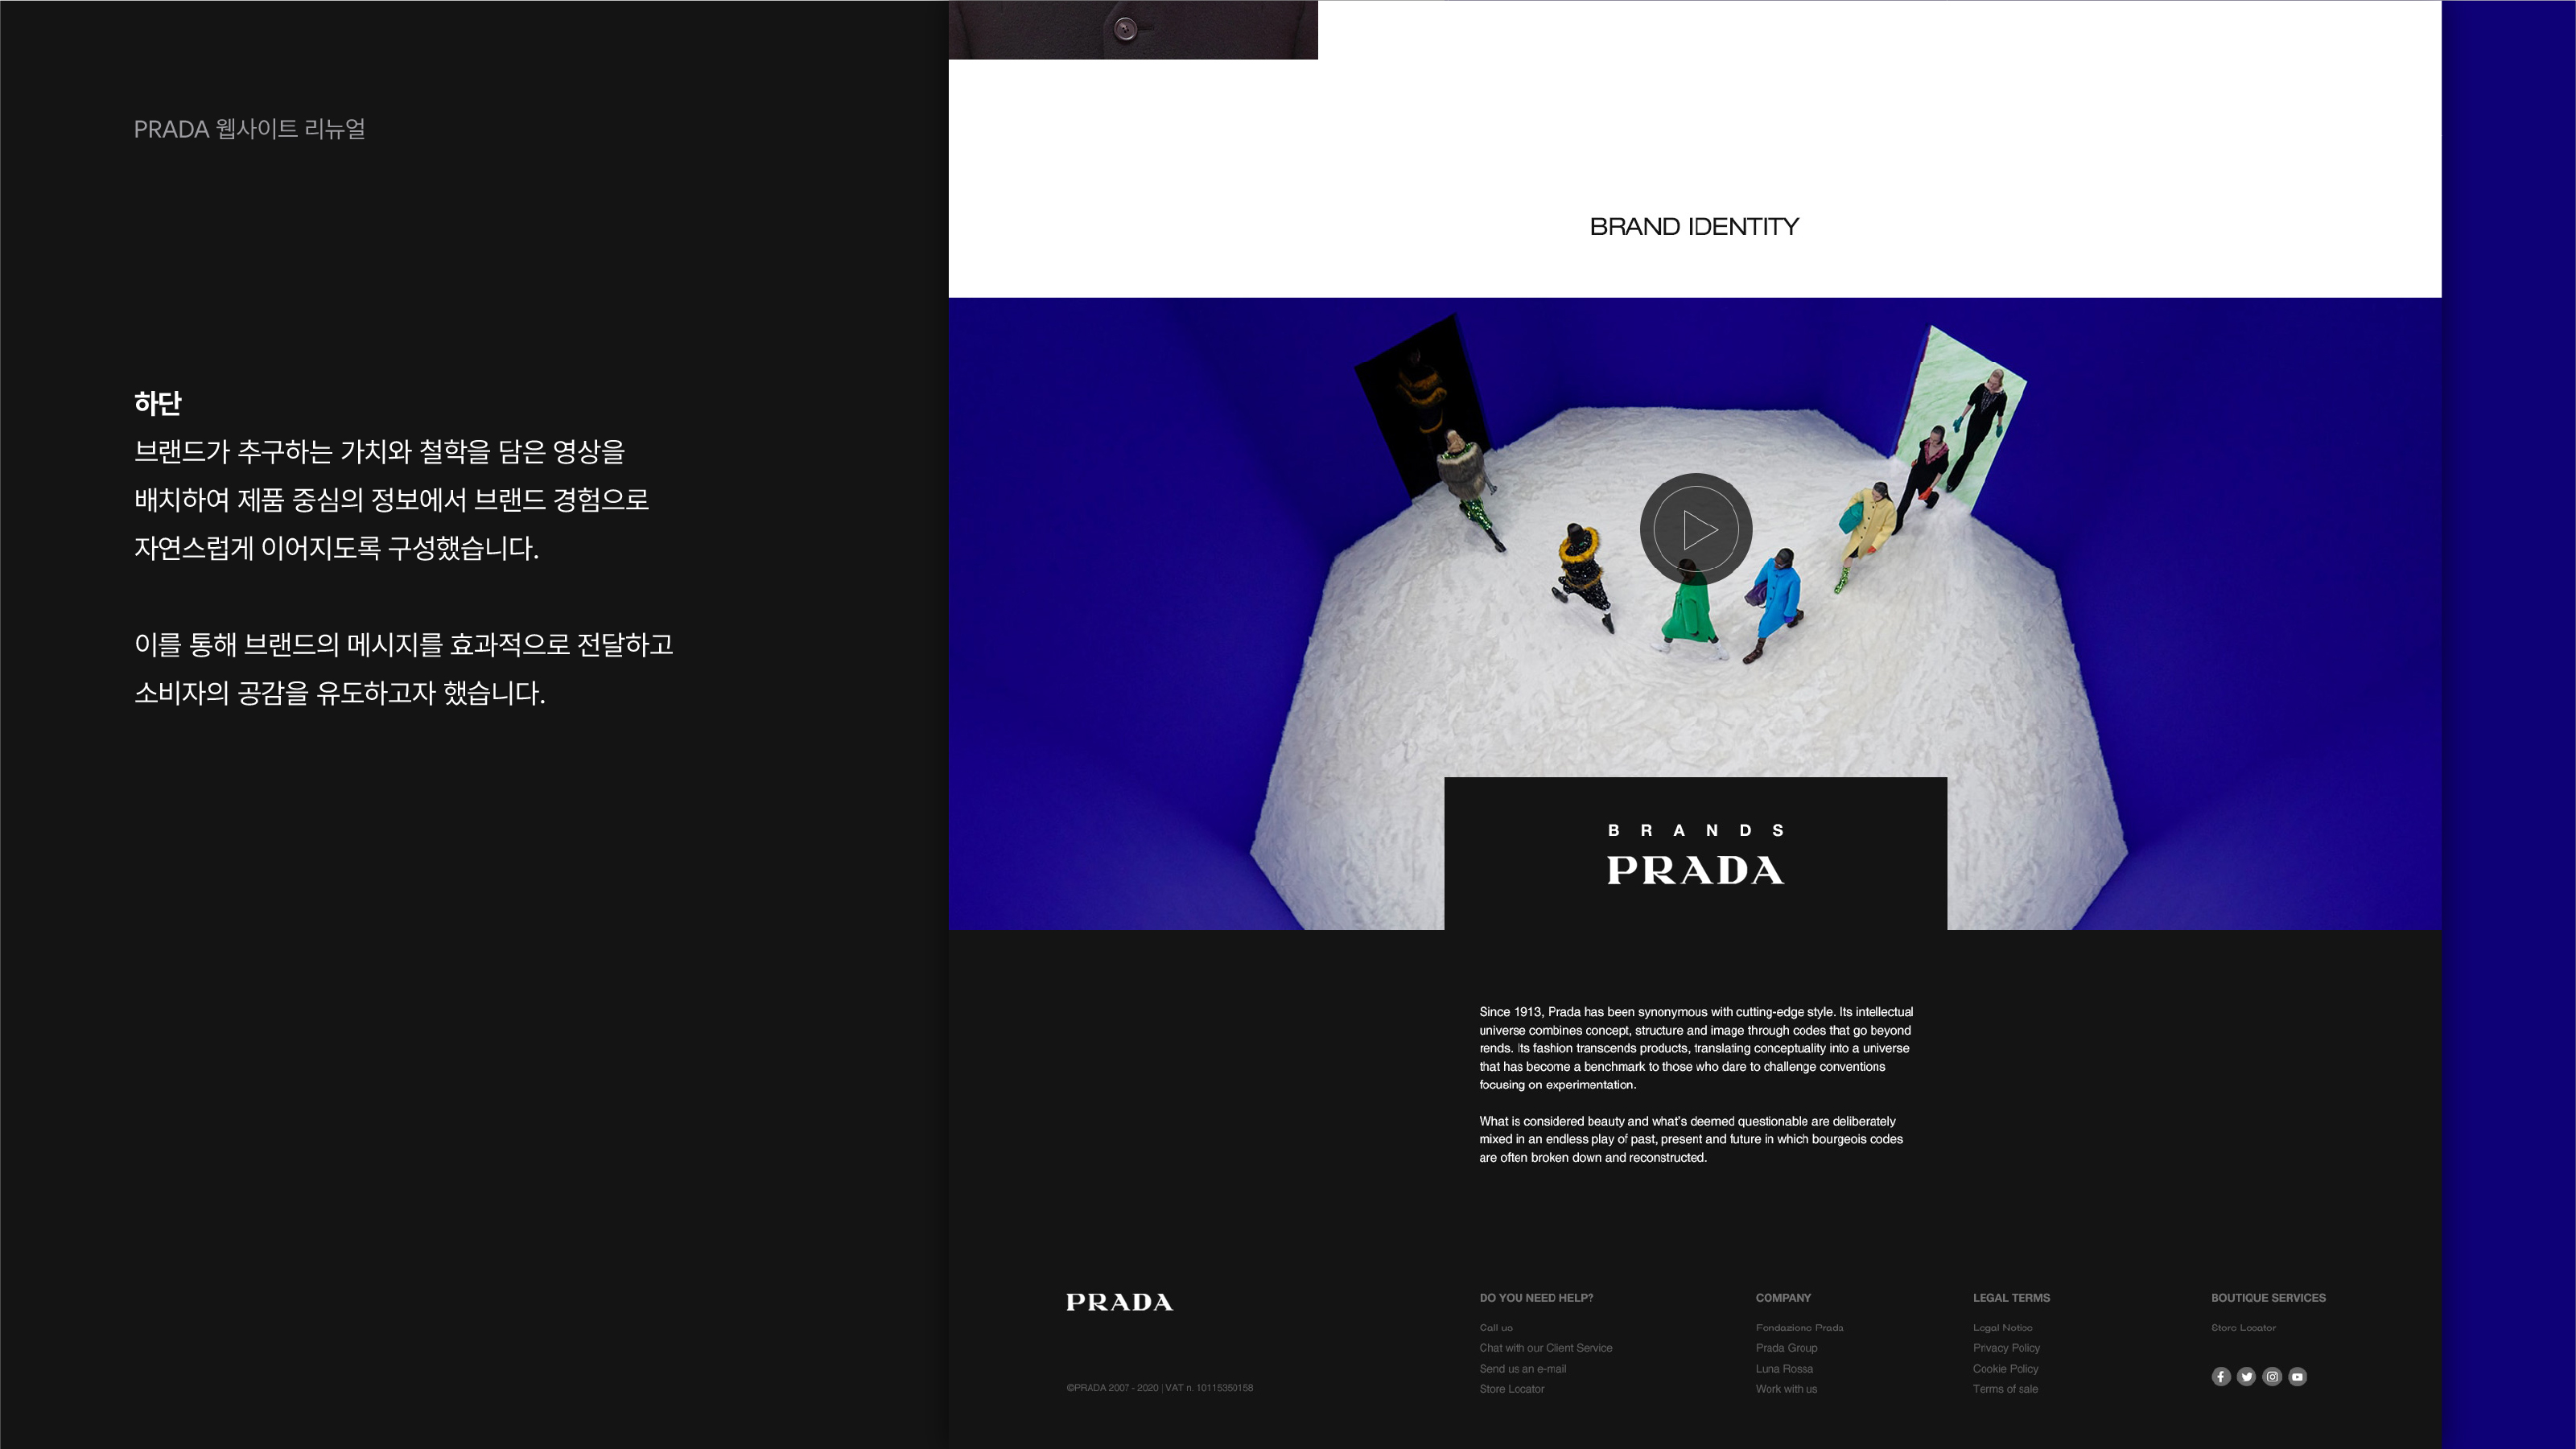 PRADA 웹사이트 리뉴얼
하단
브랜드가 추구하는 가치와 철학을 담은 영상을
배치하여 제품 중심의 정보에서 브랜드 경험으로
자연스럽게 이어지도록 구성했습니다.
이를 통해 브랜드의 메시지를 효과적으로 전달하고
소비자의 공감을 유도하고자 했습니다.
BRAND IDENTITY
BRANDS
PRADA
Since 1913, Prada has been synonymous with cutting-edge style. Its intellectual
universe combines concept, structure and image through codes that go beyond
rends. Its fashion transcends products, translating conceptuality into a universe
that has become a benchmark to those who dare to challenge conventions
focusing on experimentation.
What is considered beauty and what's deemed questionable are deliberately
mixed in an endless play of past, present and future in which bourgeois codes
are often broken down and reconstructed.
PRADA
©PRADA 2007 - 2020 | VAT n. 10115350158
DO YOU NEED HELP?
Call us
Chat with our Client Service
Send us an e-mail
Store Locator
COMPANY
Fondazione Prada
Prada Group
Luna Rossa
Work with us
LEGAL TERMS
Legal Notice
Privacy Policy
Cookie Policy
Terms of sale
BOUTIQUE SERVICES
Store Locator